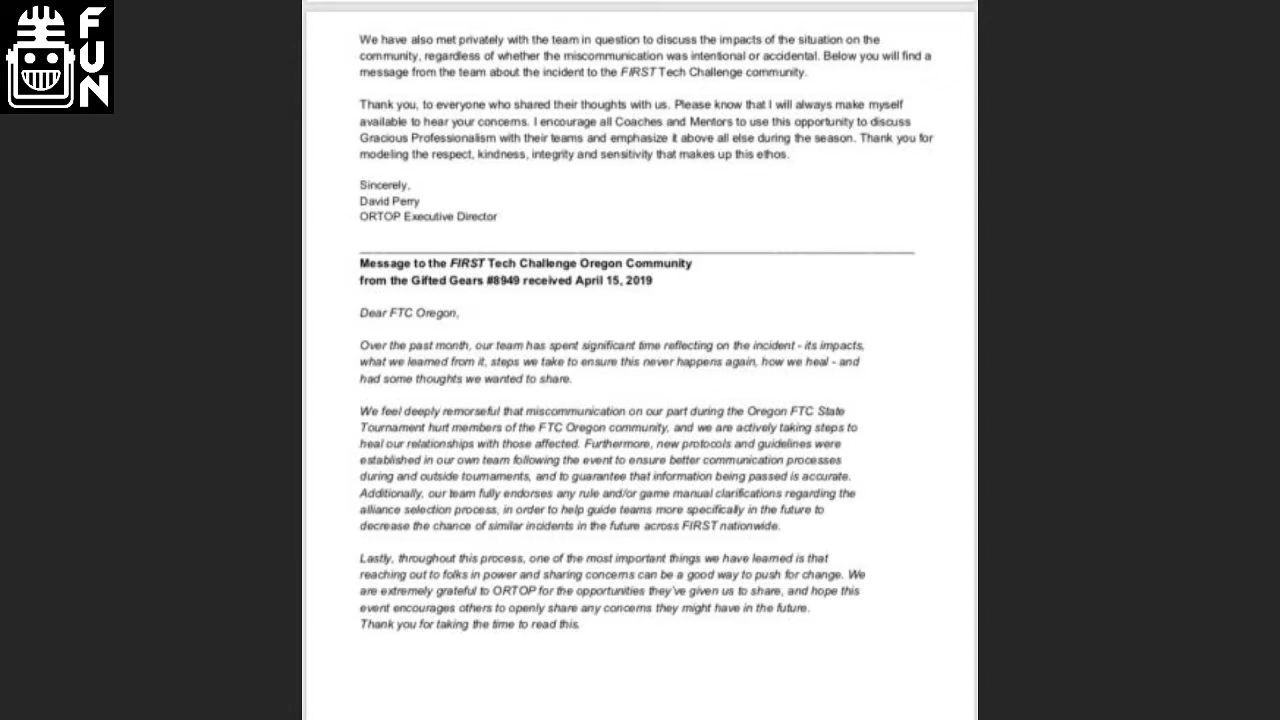 FUN
We have also met privately with the team in question to discuss the impacts of the situation on the
community, regardless of whether the miscommunication was intentional or accidental. Below you will find a
message from the team about the incident to the FIRST Tech Challenge community.
Thank you, to everyone who shared their thoughts with us. Please know that I will always make myself
available to hear your concerns. I encourage all Coaches and Mentors to use this opportunity to discuss
Gracious Professionalism with their teams and emphasize it above all else during the season. Thank you for
modeling the respect, kindness, integrity and sensitivity that makes up this ethos.
Sincerely,
David Perry
ORTOP Executive Director
Message to the FIRST Tech Challenge Oregon Community
from the Gifted Gears #8949 received April 15, 2019
Dear FTC Oregon,
Over the past month, our team has spent significant time reflecting on the incident - its impacts,
what we learned from it, steps we take to ensure this never happens again, how we heal - and
had some thoughts we wanted to share.
We feel deeply remorseful that miscommunication on our part during the Oregon FTC State
Tournament hurt members of the FTC Oregon community, and we are actively taking steps to
heal our relationships with those affected. Furthermore, new protocols and guidelines were
established in our own team following the event to ensure better communication processes
during and outside tournaments, and to guarantee that information being passed is accurate.
Additionally, our team fully endorses any rule and/or game manual clarifications regarding the
alliance selection process, in order to help guide teams more specifically in the future to
decrease the chance of similar incidents in the future across FIRST nationwide.
Lastly, throughout this process, one of the most important things we have learned is that
reaching out to folks in power and sharing concerns can be a good way to push for change. We
are extremely grateful to ORTOP for the opportunities they've given us to share, and hope this
event encourages others to openly share any concerns they might have in the future.
Thank you for taking the time to read this.